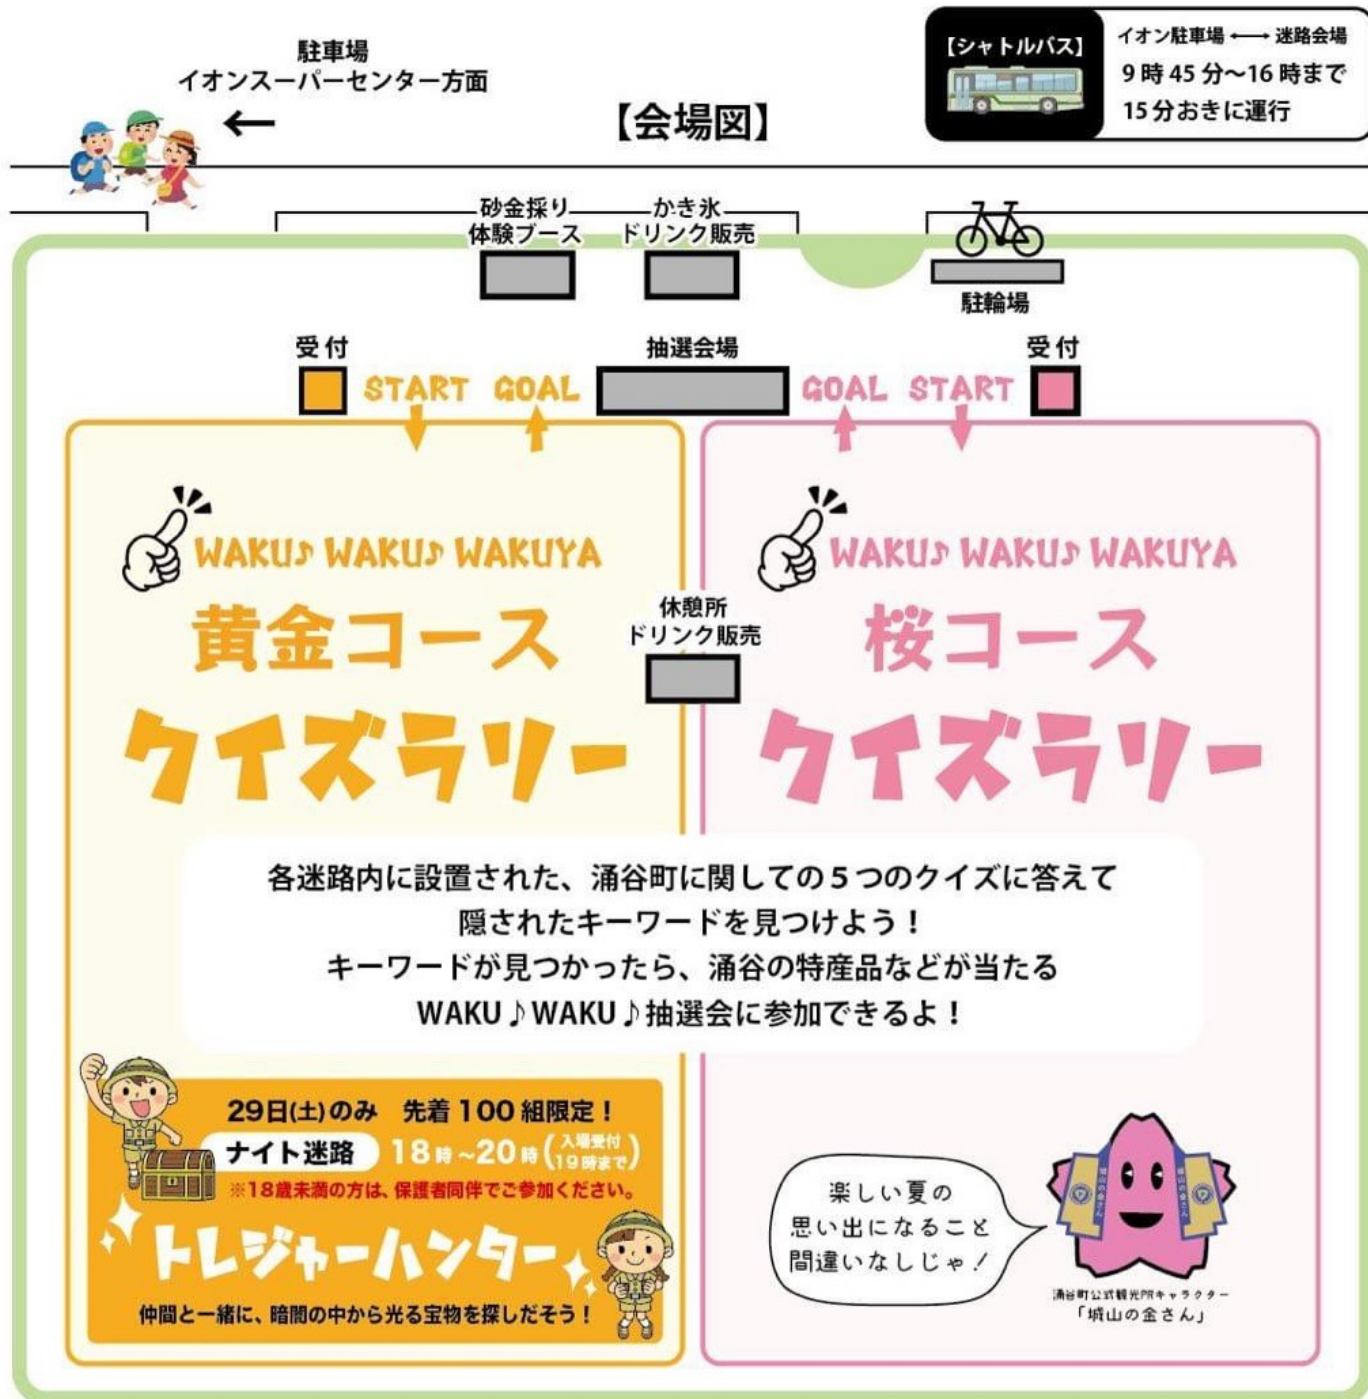 駐車場
イオンスーパーセンター方面
←
【会場図】
【シャトルバス】
イオン駐車場 ←→ 迷路会場
9時45分～16時まで
15分おきに運行
砂金採り
体験ブース
かき氷
ドリンク販売
駐輪場
受付
START
GOAL
抽選会場
GOAL
START
受付
WAKU♪ WAKU♪ WAKUYA
黄金コース
クイズラリー
休憩所
ドリンク販売
WAKU♪ WAKU♪ WAKUYA
桜コース
クイズラリー
各迷路内に設置された、涌谷町に関しての5つのクイズに答えて
隠されたキーワードを見つけよう！
キーワードが見つかったら、涌谷の特産品などが当たる
WAKU♪WAKU♪抽選会に参加できるよ！
29日(土)のみ 先着100組限定！
ナイト迷路 18時～20時(入場受付19時まで)
※18歳未満の方は、保護者同伴でご参加ください。
トレジャーハンター
仲間と一緒に、暗闇の中から光る宝物を探しだそう！
楽しい夏の
思い出になること
間違いなしじゃ！
城山の金さん
城山の金さん
涌谷町公式観光PRキャラクター
「城山の金さん」